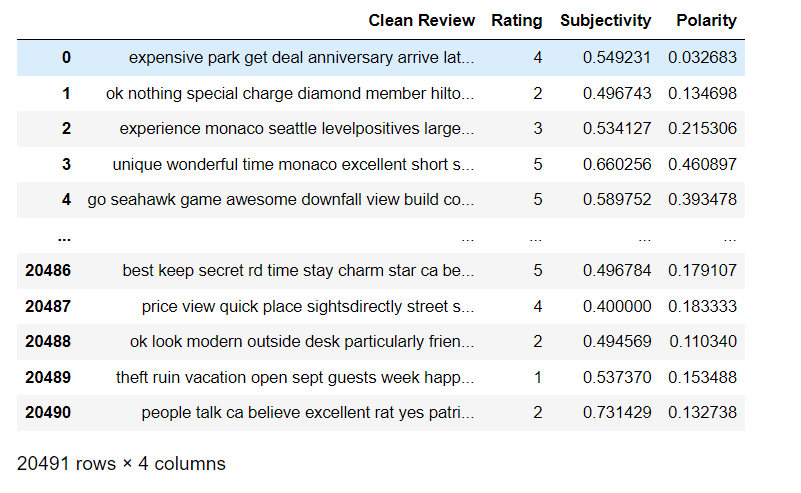 Clean Review Rating Subjectivity Polarity
0 expensive park get deal anniversary arrive lat... 4 0.549231 0.032683
1 ok nothing special charge diamond member hilto... 2 0.496743 0.134698
2 experience monaco seattle levelpositives large... 3 0.534127 0.215306
3 unique wonderful time monaco excellent short s... 5 0.660256 0.460897
4 go seahawk game awesome downfall view build co... 5 0.589752 0.393478
... ... ... ... ...
20486 best keep secret rd time stay charm star ca be... 5 0.496784 0.179107
20487 price view quick place sightsdirectly street s... 4 0.400000 0.183333
20488 ok look modern outside desk particularly frien... 2 0.494569 0.110340
20489 theft ruin vacation open sept guests week happ... 1 0.537370 0.153488
20490 people talk ca believe excellent rat yes patri... 2 0.731429 0.132738
20491 rows × 4 columns